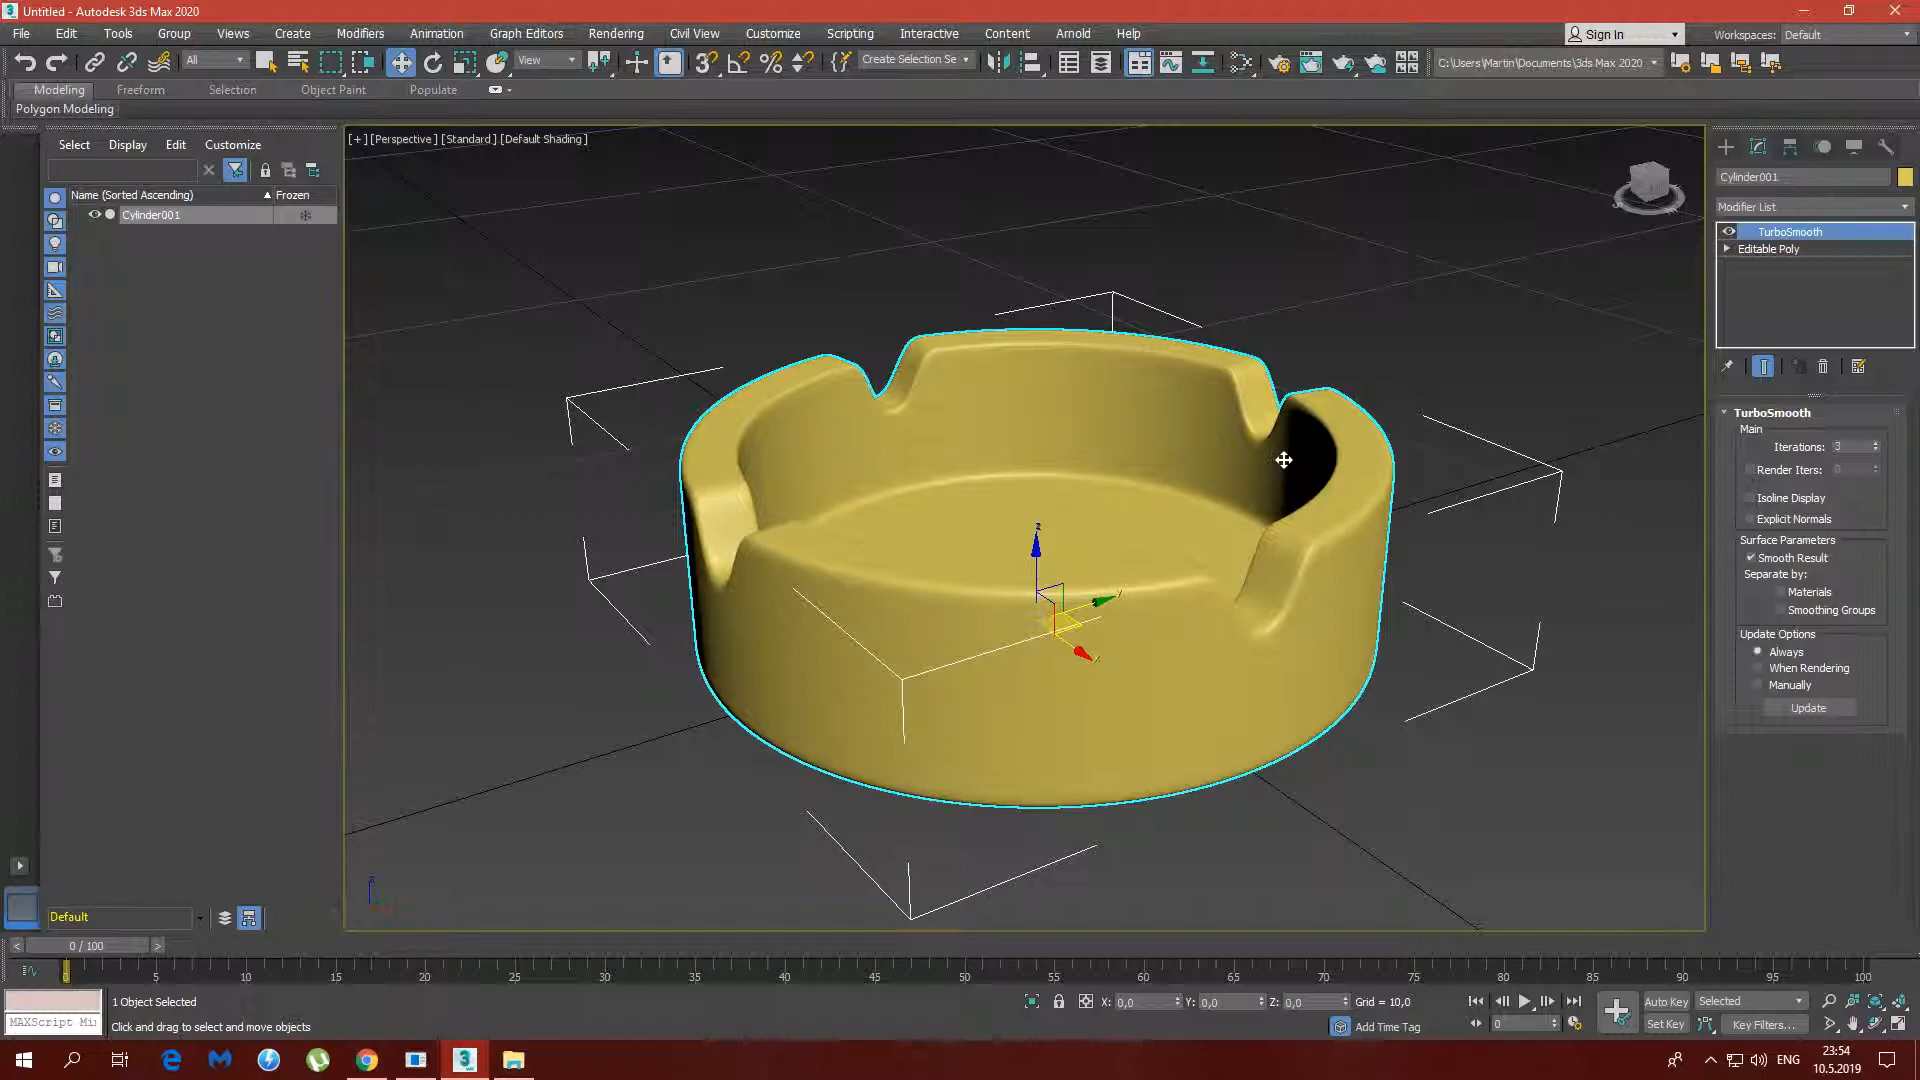 Untitled - Autodesk 3ds Max 2020
File Edit Tools Group Views Create Modifiers Animation Graph Editors Rendering Civil View Customize Scripting Interactive Content Arnold Help
Sign In
Workspaces: Default
All
View
Create Selection Se
C:\Users\Martin\Documents\3ds Max 2020
Modeling Freeform Selection Object Paint Populate
Polygon Modeling
Select Display Edit Customize
Name (Sorted Ascending) Frozen
Cylinder001
[+] [Perspective] [Standard] [Default Shading]
z
y
x
z
Cylinder001
Modifier List
TurboSmooth
Editable Poly
TurboSmooth
Main
Iterations: 3
Render Iters: 0
Isoline Display
Explicit Normals
Surface Parameters
Smooth Result
Separate by:
Materials
Smoothing Groups
Update Options
Always
When Rendering
Manually
Update
Default
0 / 100
0 5 10 15 20 25 30 35 40 45 50 55 60 65 70 75 80 85 90 95 100
1 Object Selected
X: 0,0 Y: 0,0 Z: 0,0 Grid = 10,0
Auto Key Selected
MAXScript Mi
Click and drag to select and move objects
Add Time Tag
0
Set Key Key Filters...
ENG
23:54
10.5.2019